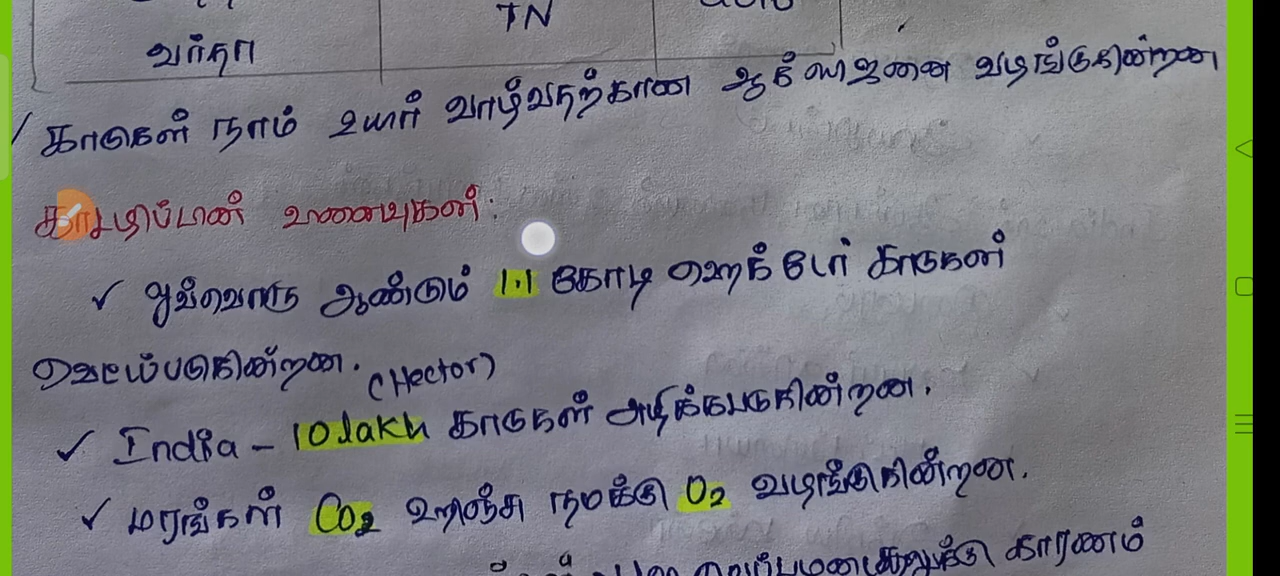 TN
வர்தா
காடுகள் நாம் உயிர் வாழ்வதற்கான ஆக்ஸிஜனை வழங்குகின்றன
விளைவுகள்:
✓ ஒவ்வொரு ஆண்டும் 1.1 கோடி ஹெக்டேர் காடுகள்
வெட்டப்படுகின்றன. (Hector)
✓ India - 10 lakh காடுகள் அழிக்கபடுகின்றன.
✓ மரங்கள் CO2 உறிஞ்சு நமக்கு O2 வழங்குகின்றன.
காரணம்